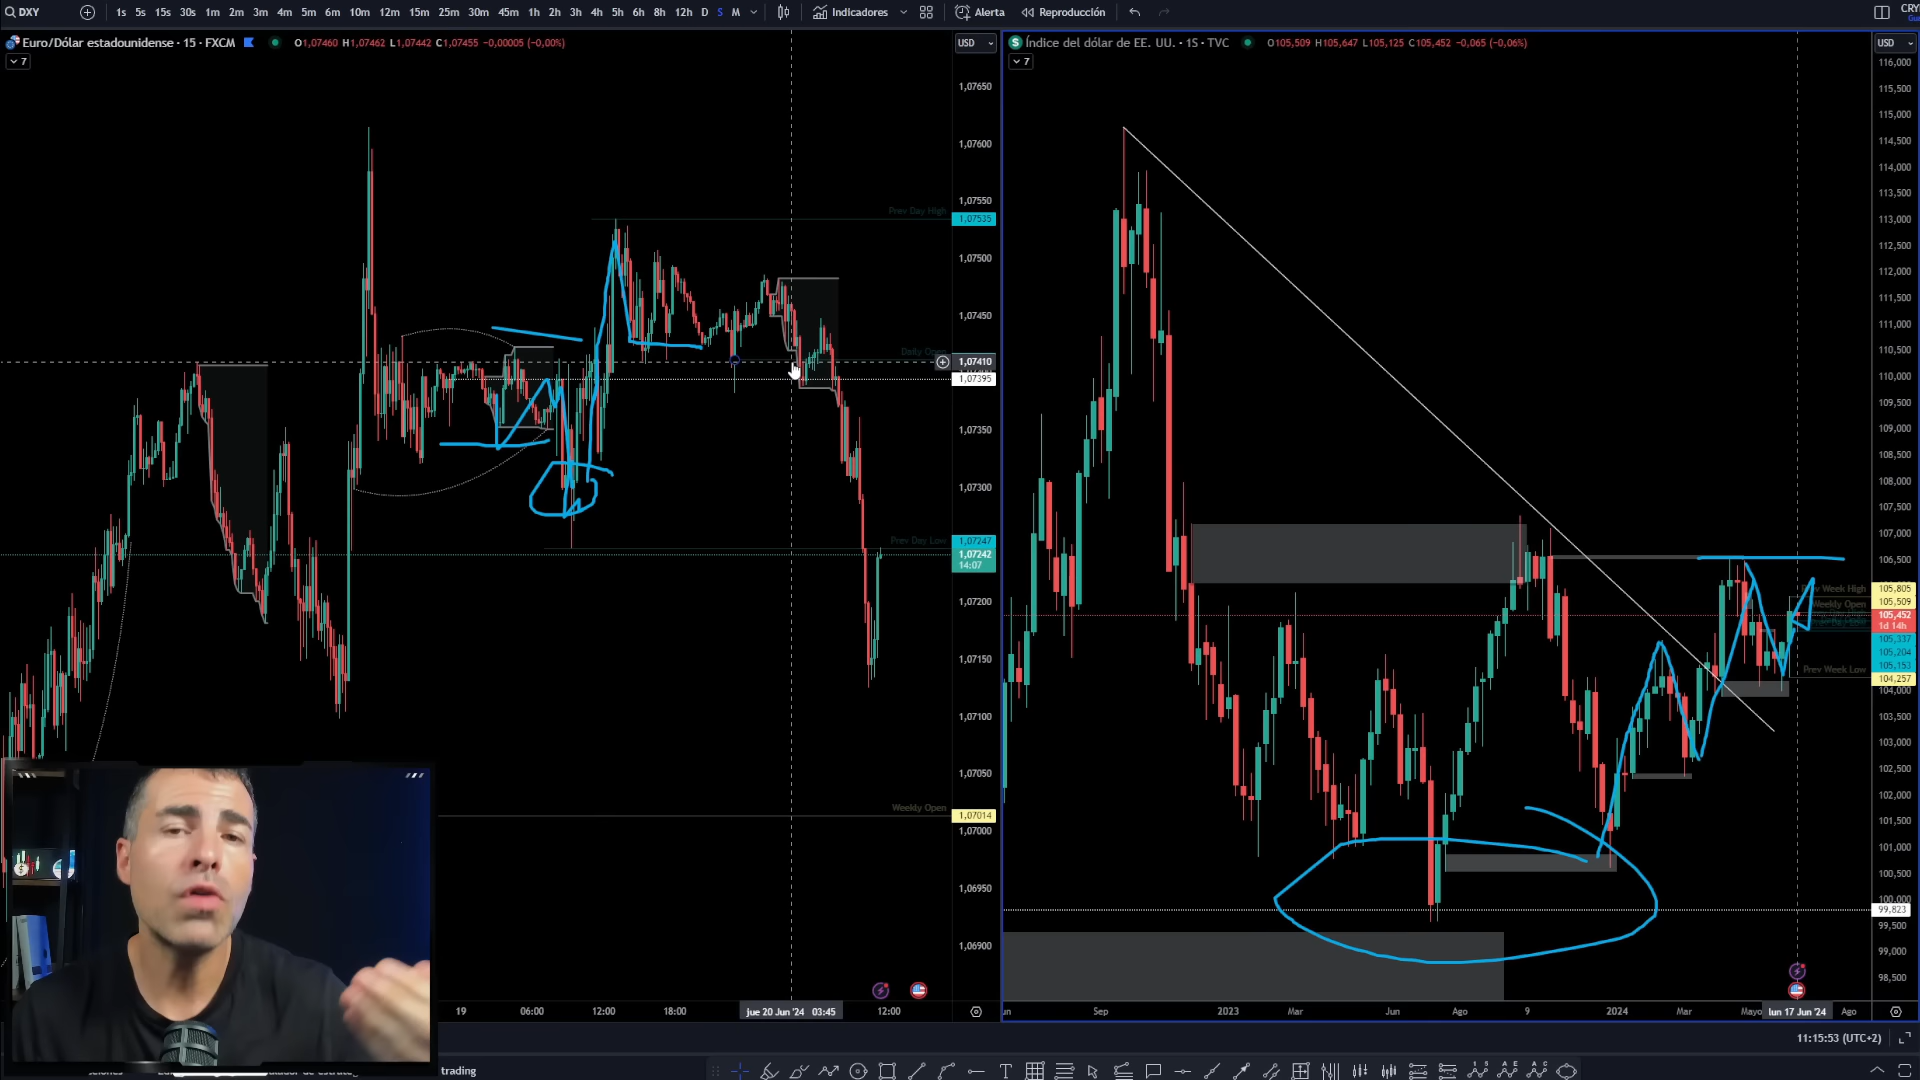 DXY
1s 5s 15s 30s 1m 2m 3m 4m 5m 6m 10m 12m 15m 20m 25m 30m 45m 1h 2h 3h 4h 5h 6h 8h 12h D S M
Indicadores
Alerta
Reproducción
CRY
Euro/Dólar estadounidense · 15 · FXCM
O1,07460 H1,07462 L1,07442 C1,07455 −0,00005 (−0,00%)
7
USD
1,07650
1,07600
1,07550
Prev Day High 1,07535
1,07500
1,07450
1,07410
1,07395
1,07350
1,07300
Prev Day Low 1,07247
1,07242
14:07
1,07200
1,07150
1,07100
1,07050
Weekly Open 1,07014
1,07000
1,06950
1,06900
19
06:00
12:00
18:00
jue 20 Jun '24 03:45
12:00
Índice del dólar de EE. UU. · 1S · TVC
O105,509 H105,647 L105,125 C105,452 −0,065 (−0,06%)
7
USD
116,000
115,500
115,000
114,500
114,000
113,500
113,000
112,500
112,000
111,500
111,000
110,500
110,000
109,500
109,000
108,500
108,000
107,500
107,000
106,500
Prev Week High 105,805
Weekly Open 105,509
105,452
1d 14h
105,337
105,204
105,153
Prev Week Low 104,257
104,000
103,500
103,000
102,500
102,000
101,500
101,000
100,500
100,000
99,823
99,500
99,000
98,500
Sep
2023
Mar
Jun
Ago
9
2024
Mar
Mayo
lun 17 Jun '24
Ago
11:15:53 (UTC+2)
trading